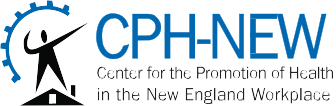 CPH-NEW
Center for the Promotion of Health
in the New England Workplace